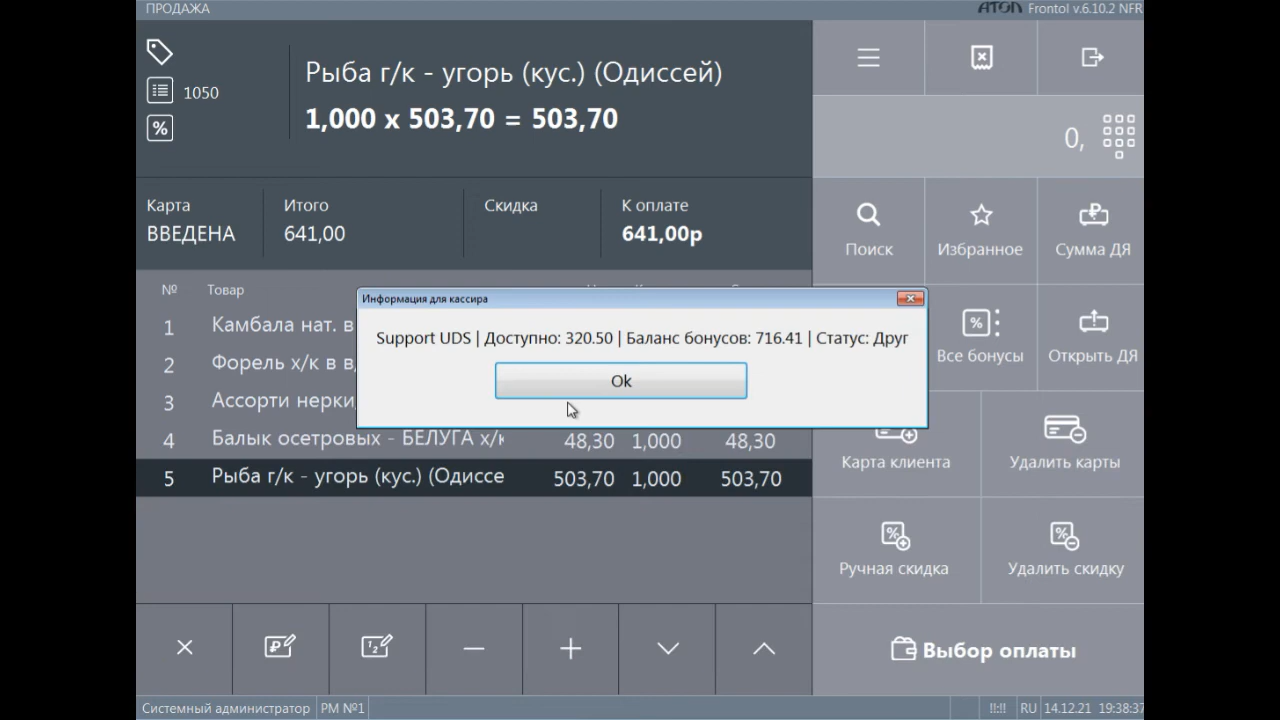 ПРОДАЖА
ATOЛ Frontol v.6.10.2 NFR
Рыба г/к - угорь (кус.) (Одиссей)
1050
1,000 x 503,70 = 503,70
%
0,
Карта
Итого
Скидка
К оплате
ВВЕДЕНА
641,00
641,00р
Поиск
Избранное
Сумма ДЯ
№
Товар
Информация для кассира
Support UDS | Доступно: 320.50 | Баланс бонусов: 716.41 | Статус: Друг
Ok
1 Камбала нат. в
2 Форель х/к в в/
3 Ассорти нерки,
4 Балык осетровых - БЕЛУГА х/к 48,30 1,000 48,30
5 Рыба г/к - угорь (кус.) (Одиссе 503,70 1,000 503,70
Все бонусы
Открыть ДЯ
Карта клиента
Удалить карты
Ручная скидка
Удалить скидку
Выбор оплаты
Системный администратор
РМ №1
!!:!!
RU
14.12.21
19:38:37